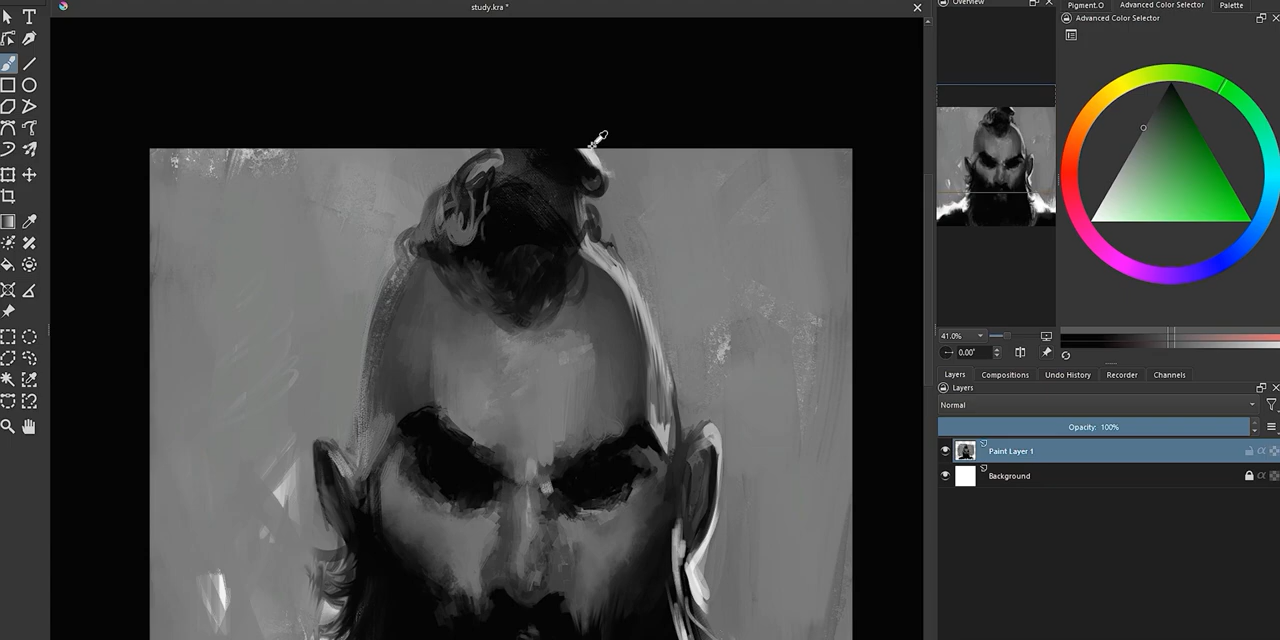 study.kra *
Overview
Pigment.O
Advanced Color Selector
Palette
Advanced Color Selector
41.0%
0.00°
Layers
Compositions
Undo History
Recorder
Channels
Layers
Normal
Opacity: 100%
Paint Layer 1
Background